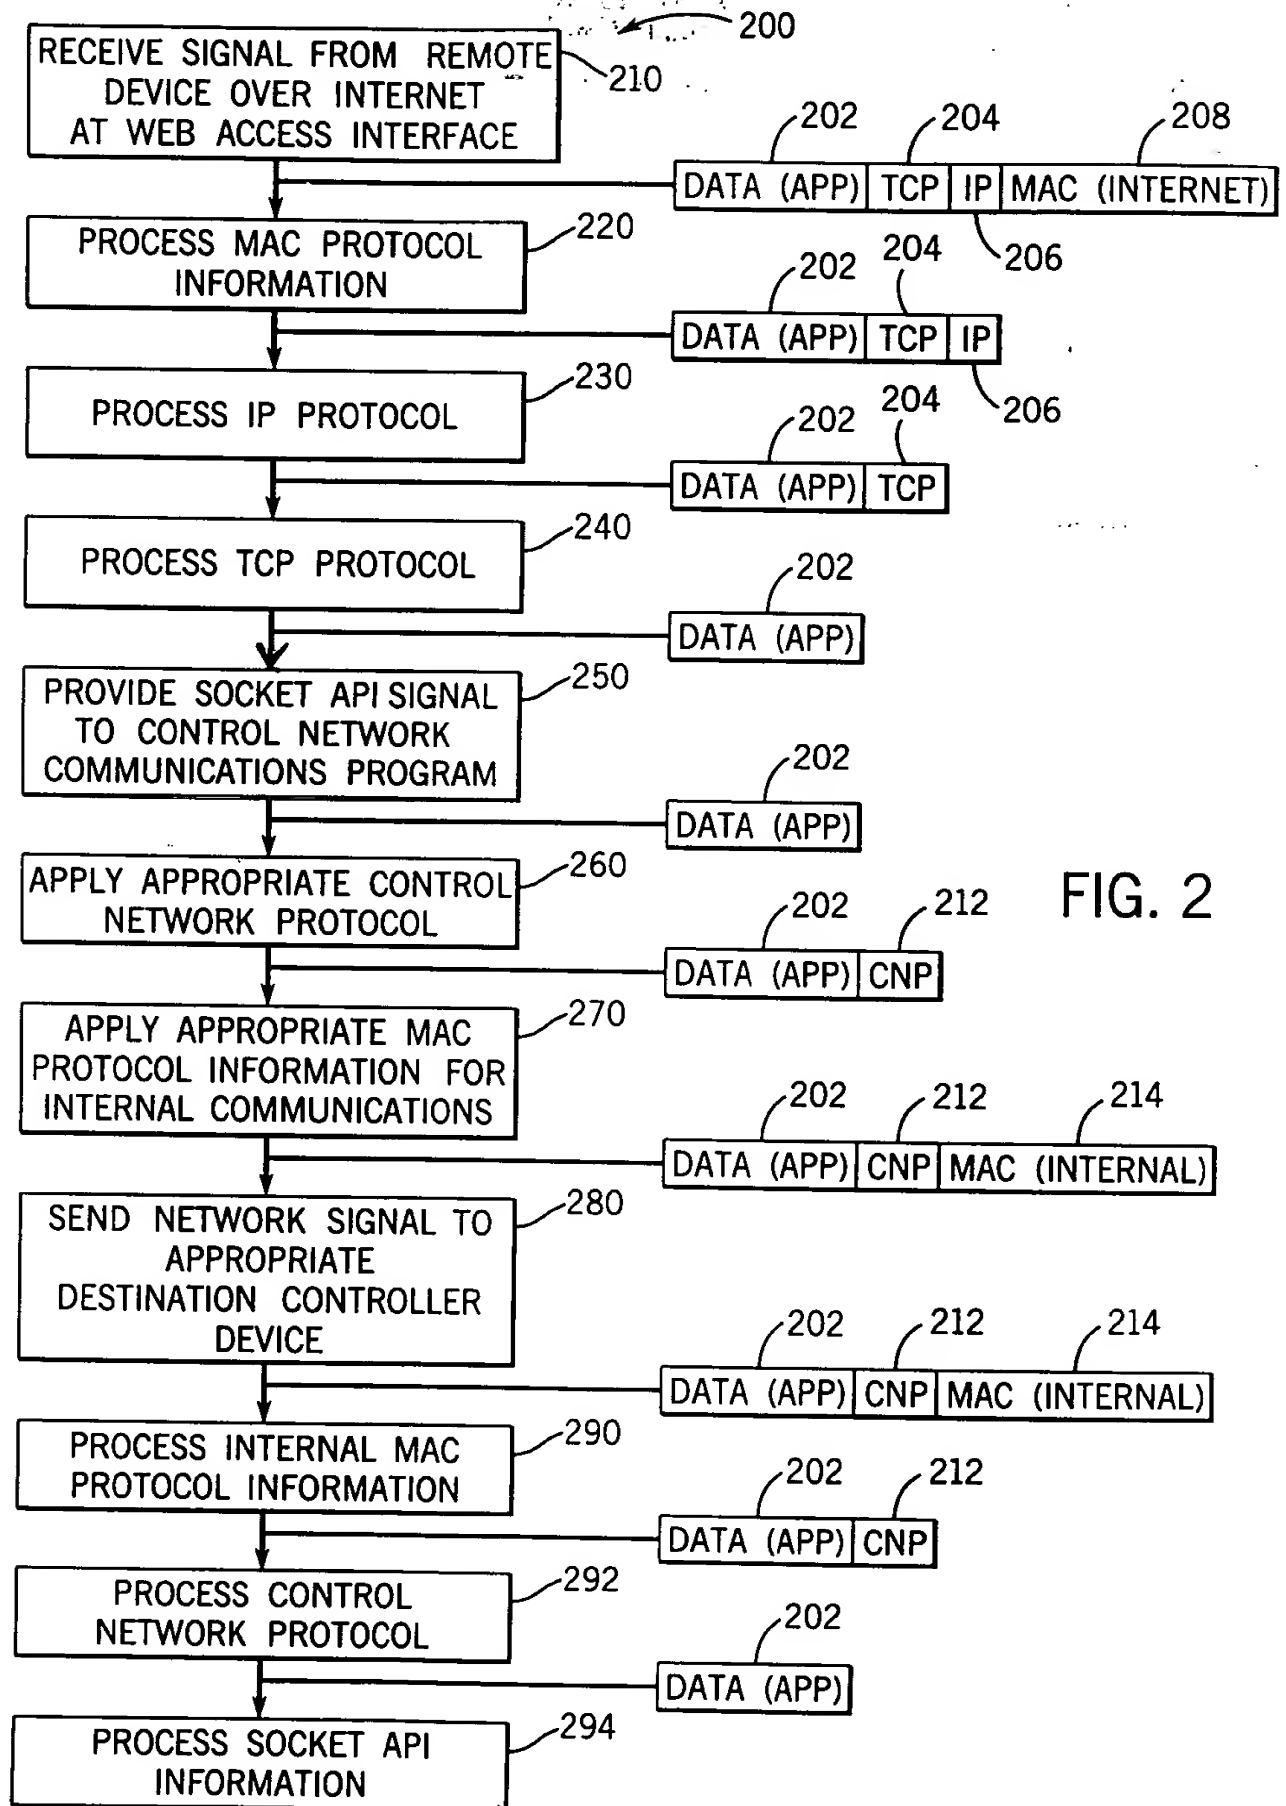 200
RECEIVE SIGNAL FROM REMOTE
DEVICE OVER INTERNET
AT WEB ACCESS INTERFACE
210
202
204
208
DATA (APP) TCP IP MAC (INTERNET)
206
PROCESS MAC PROTOCOL
INFORMATION
220
202
204
DATA (APP) TCP IP
206
PROCESS IP PROTOCOL
230
202
204
DATA (APP) TCP
PROCESS TCP PROTOCOL
240
202
DATA (APP)
PROVIDE SOCKET API SIGNAL
TO CONTROL NETWORK
COMMUNICATIONS PROGRAM
250
202
DATA (APP)
APPLY APPROPRIATE CONTROL
NETWORK PROTOCOL
260
FIG. 2
202
212
DATA (APP) CNP
APPLY APPROPRIATE MAC
PROTOCOL INFORMATION FOR
INTERNAL COMMUNICATIONS
270
202
212
214
DATA (APP) CNP MAC (INTERNAL)
SEND NETWORK SIGNAL TO
APPROPRIATE
DESTINATION CONTROLLER
DEVICE
280
202
212
214
DATA (APP) CNP MAC (INTERNAL)
PROCESS INTERNAL MAC
PROTOCOL INFORMATION
290
202
212
DATA (APP) CNP
PROCESS CONTROL
NETWORK PROTOCOL
292
202
DATA (APP)
PROCESS SOCKET API
INFORMATION
294